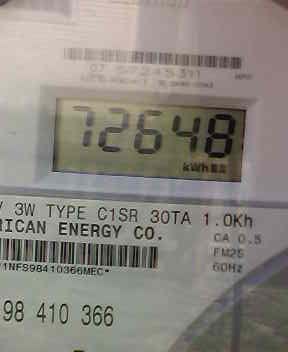 72648
kWh
3W TYPE C1SR 30TA 1.0Kh
RICAN ENERGY CO.
CA 0.5
FM2S
60Hz
1NFS98410366MEC*
98 410 366